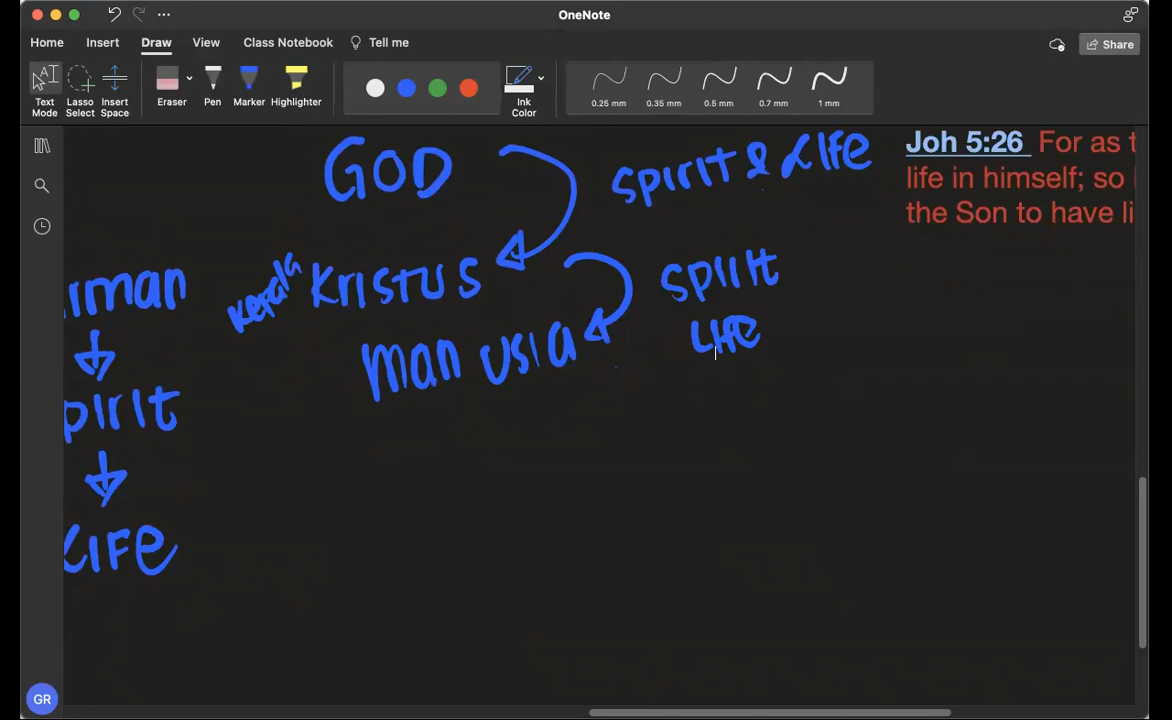 OneNote
Home Insert Draw View Class Notebook Tell me
Share
Text Mode
Lasso Select
Insert Space
Eraser
Pen
Marker
Highlighter
Ink Color
0.25 mm
0.35 mm
0.5 mm
0.7 mm
1 mm
GOD
spirit & LIFe
Joh 5:26 For as t
life in himself; so
the Son to have li
kepala Kristus
spirit
LIFe
manusia
irman
pirit
LIFe
GR